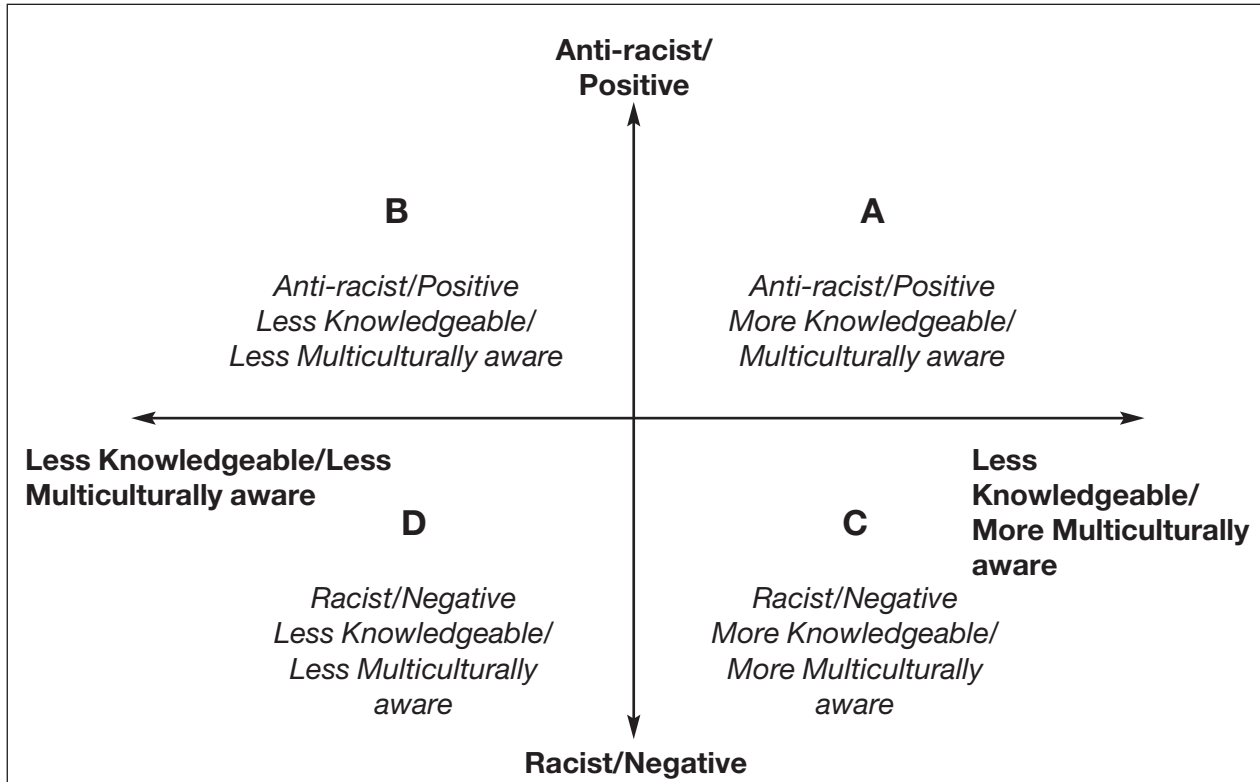 Anti-racist/
Positive
B
Anti-racist/Positive
Less Knowledgeable/
Less Multiculturally aware
A
Anti-racist/Positive
More Knowledgeable/
Multiculturally aware
Less Knowledgeable/Less
Multiculturally aware
Less
Knowledgeable/
More Multiculturally
aware
D
Racist/Negative
Less Knowledgeable/
Less Multiculturally
aware
C
Racist/Negative
More Knowledgeable/
More Multiculturally
aware
Racist/Negative